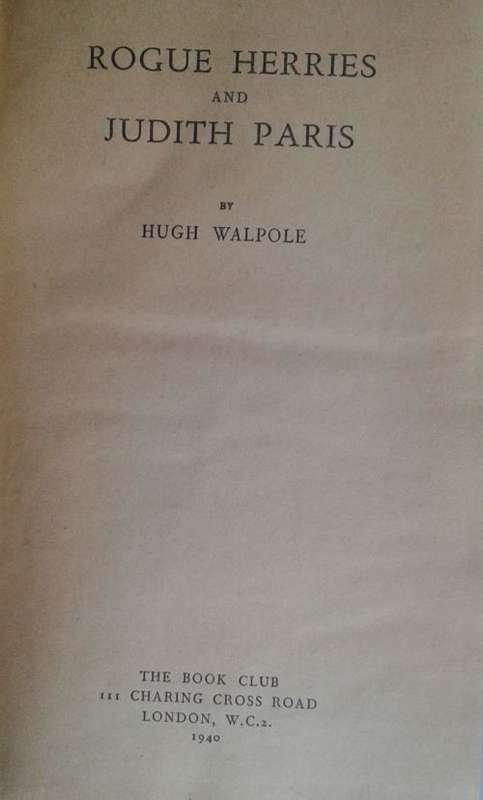 ROGUE HERRIES
AND
JUDITH PARIS
BY
HUGH WALPOLE
THE BOOK CLUB
111 CHARING CROSS ROAD
LONDON, W.C.2.
1940